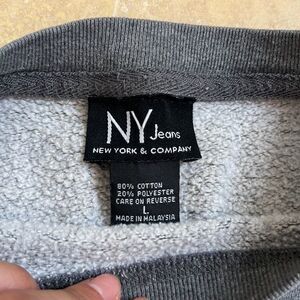 NY Jeans
NEW YORK & COMPANY
80% COTTON
20% POLYESTER
CARE ON REVERSE
L
MADE IN MALAYSIA